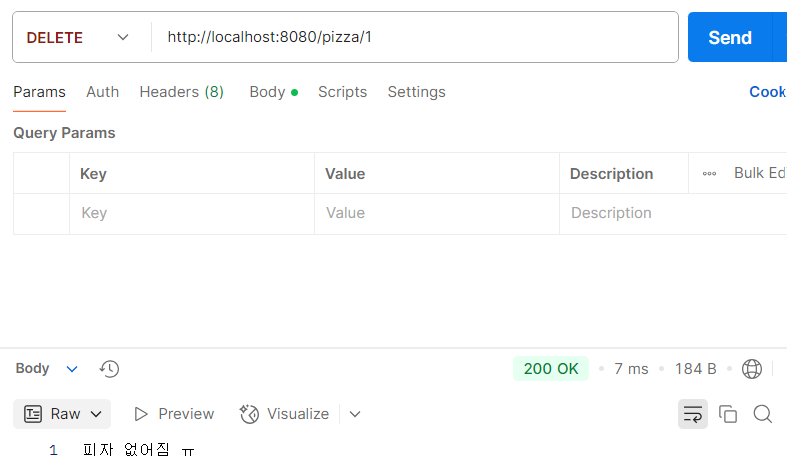 DELETE http://localhost:8080/pizza/1 Send
Params Auth Headers (8) Body Scripts Settings Cook
Query Params
Key Value Description Bulk Ed
Key Value Description
Body 200 OK 7 ms 184 B
Raw Preview Visualize
1 피자 없어짐 ㅠ